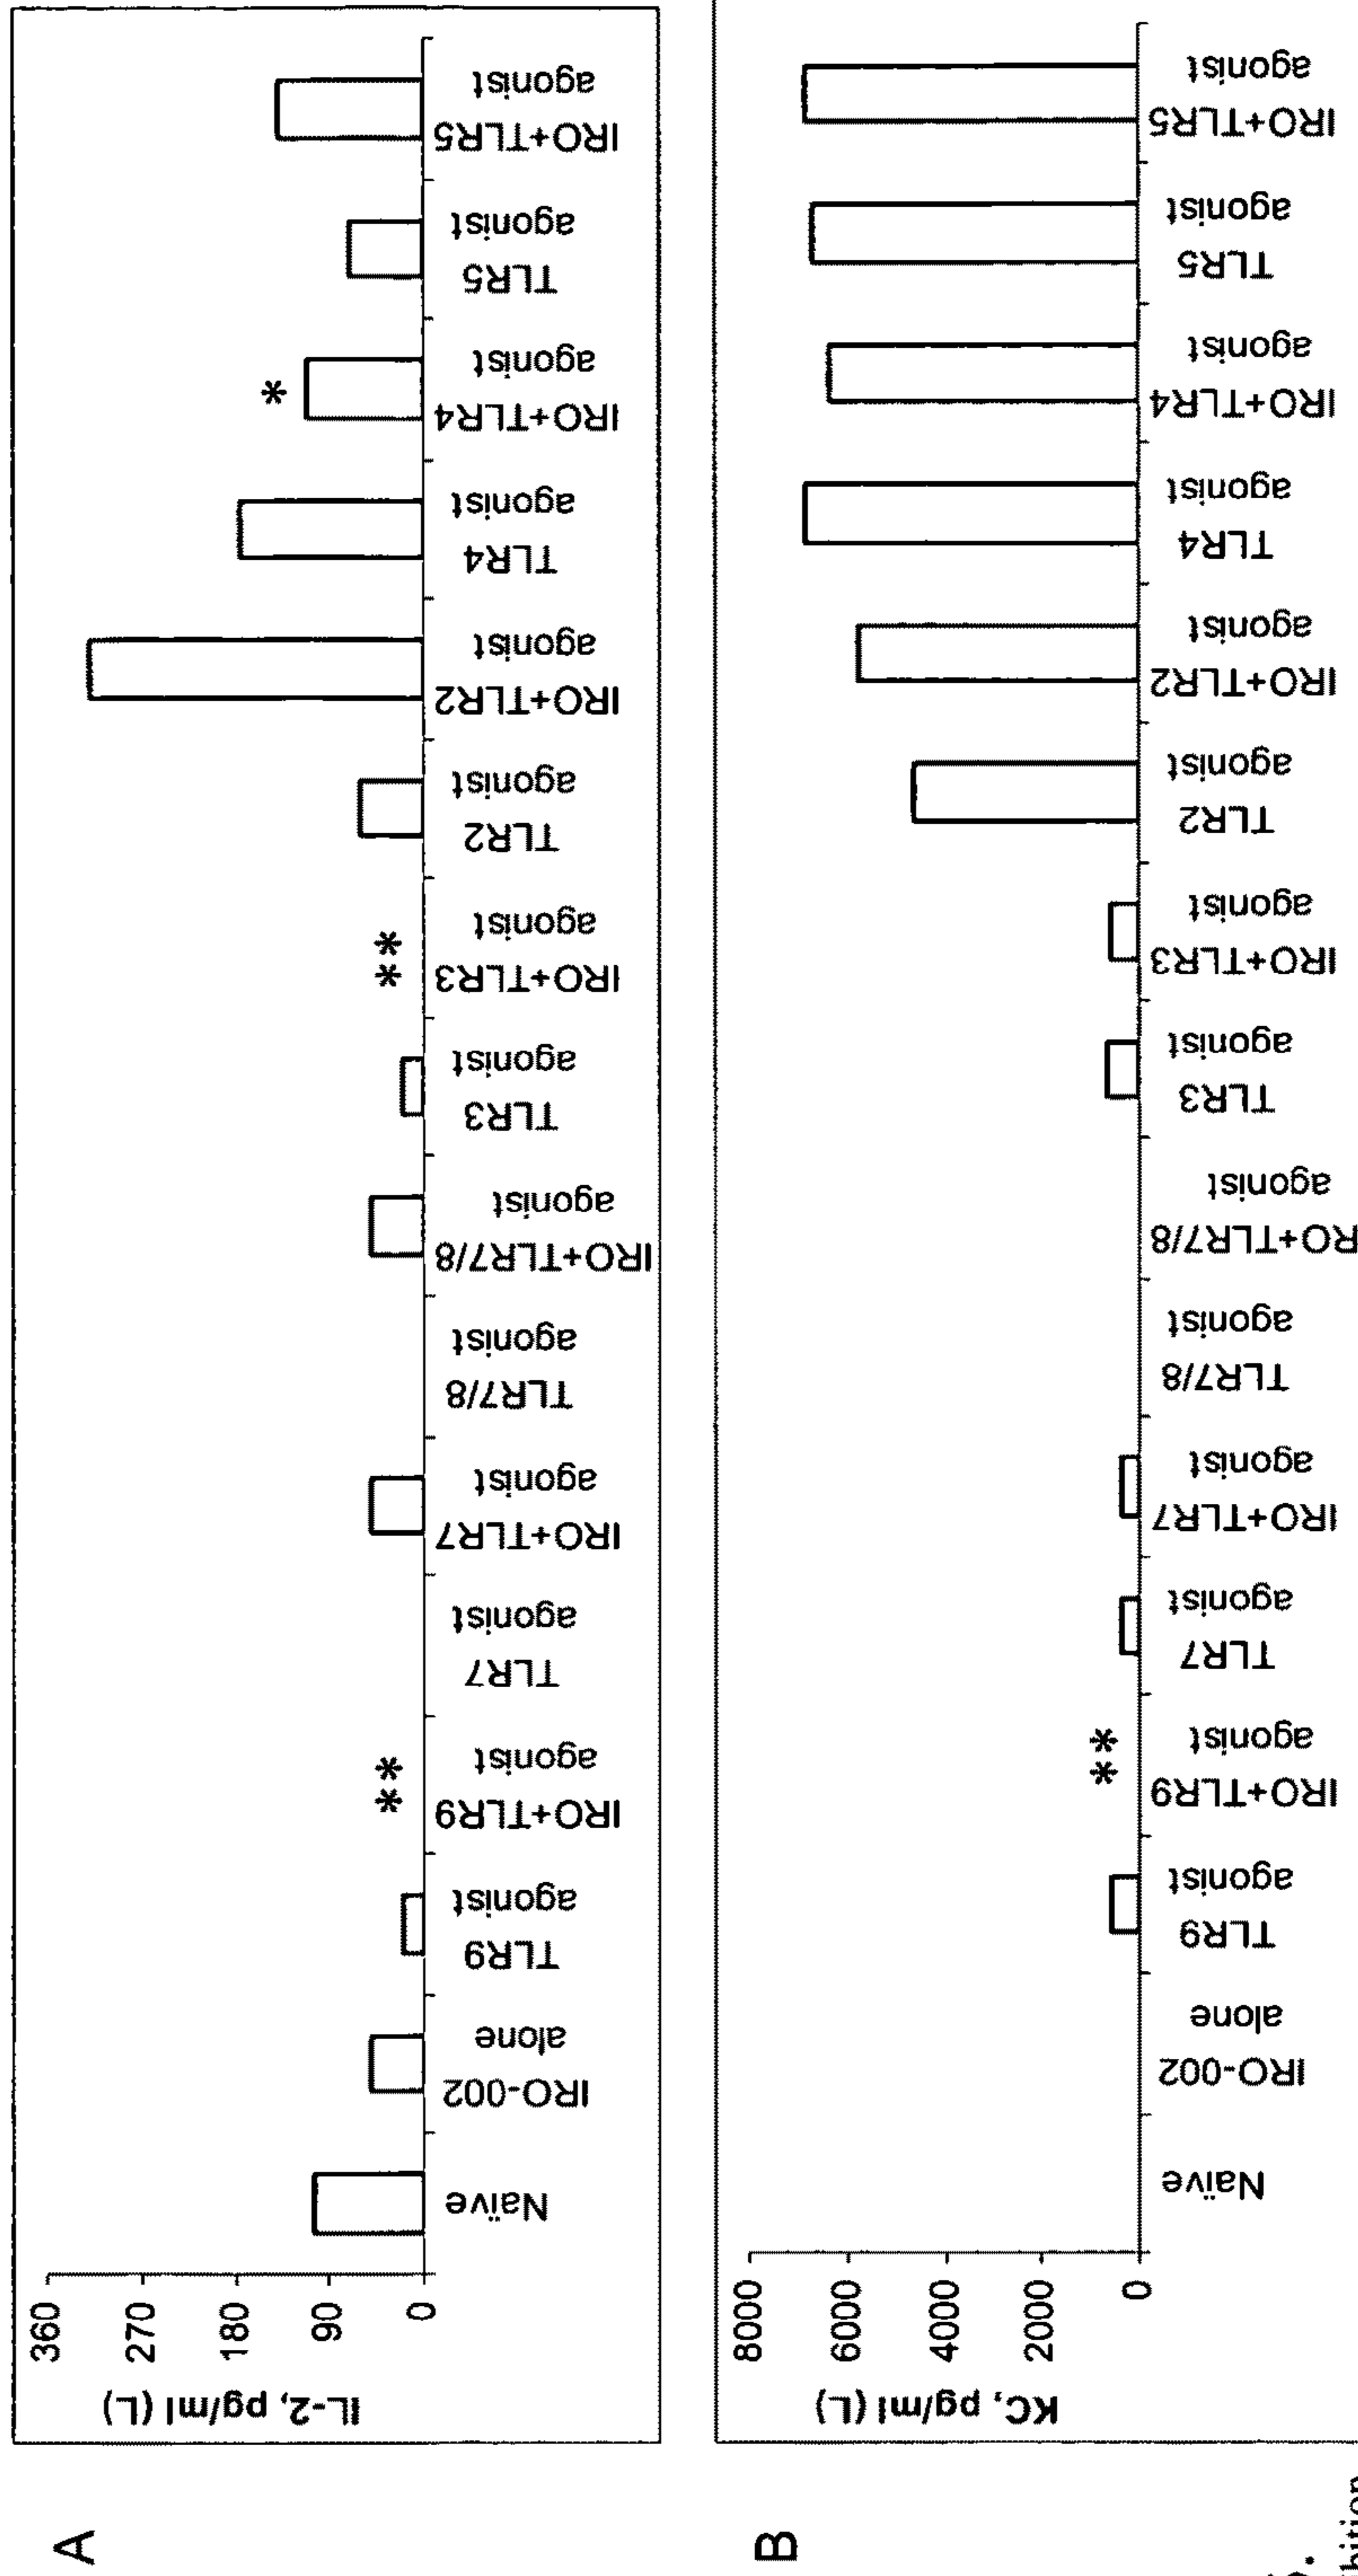 A
IL-2, pg/ml (L)
360
270
180
90
0
Naïve
IRO-002
alone
TLR9
agonist
IRO+TLR9
agonist
TLR7
agonist
IRO+TLR7
agonist
TLR7/8
agonist
IRO+TLR7/8
agonist
TLR3
agonist
IRO+TLR3
agonist
TLR2
agonist
IRO+TLR2
agonist
TLR4
agonist
IRO+TLR4
agonist
TLR5
agonist
IRO+TLR5
agonist
**
**
*
B
KC, pg/ml (L)
8000
6000
4000
2000
0
Naïve
IRO-002
alone
TLR9
agonist
IRO+TLR9
agonist
TLR7
agonist
IRO+TLR7
agonist
TLR7/8
agonist
RO+TLR7/8
agonist
TLR3
agonist
IRO+TLR3
agonist
TLR2
agonist
IRO+TLR2
agonist
TLR4
agonist
IRO+TLR4
agonist
TLR5
agonist
IRO+TLR5
agonist
**